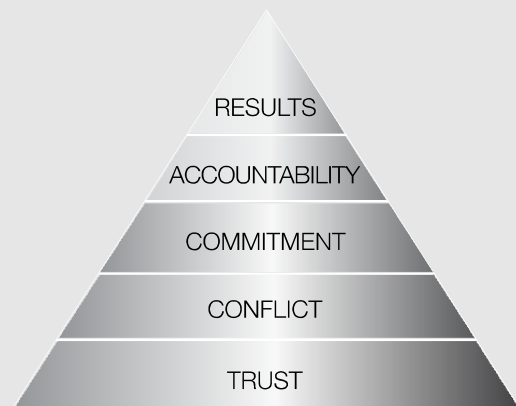 RESULTS
ACCOUNTABILITY
COMMITMENT
CONFLICT
TRUST